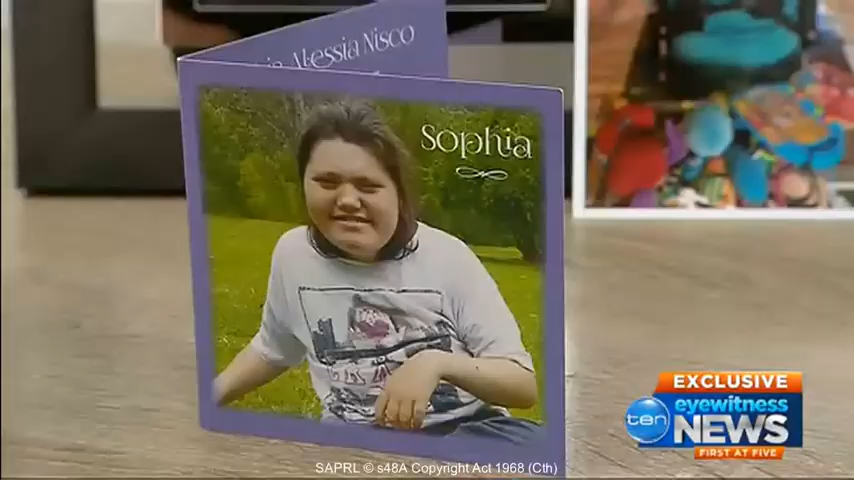 Alessia Nisco
Sophia
EXCLUSIVE
ten eyewitness
NEWS
FIRST AT FIVE
SAPRL © s48A Copyright Act 1968 (Cth)